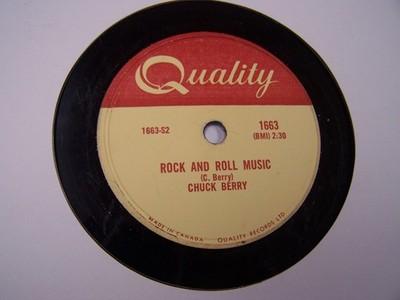 Quality
1663-S2
1663
(BMI) 2:30
ROCK AND ROLL MUSIC
(C. Berry)
CHUCK BERRY
MADE IN CANADA QUALITY RECORDS LTD.